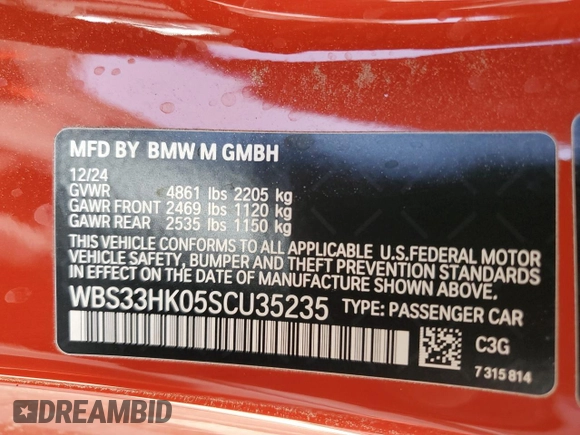 MFD BY BMW M GMBH
12/24
GVWR 4861 lbs 2205 kg
GAWR FRONT 2469 lbs 1120 kg
GAWR REAR 2535 lbs 1150 kg
THIS VEHICLE CONFORMS TO ALL APPLICABLE U.S.FEDERAL MOTOR
VEHICLE SAFETY, BUMPER AND THEFT PREVENTION STANDARDS
IN EFFECT ON THE DATE OF MANUFACTURE SHOWN ABOVE.
WBS33HK05SCU35235 TYPE: PASSENGER CAR
C3G
7 315 814
DREAMBID